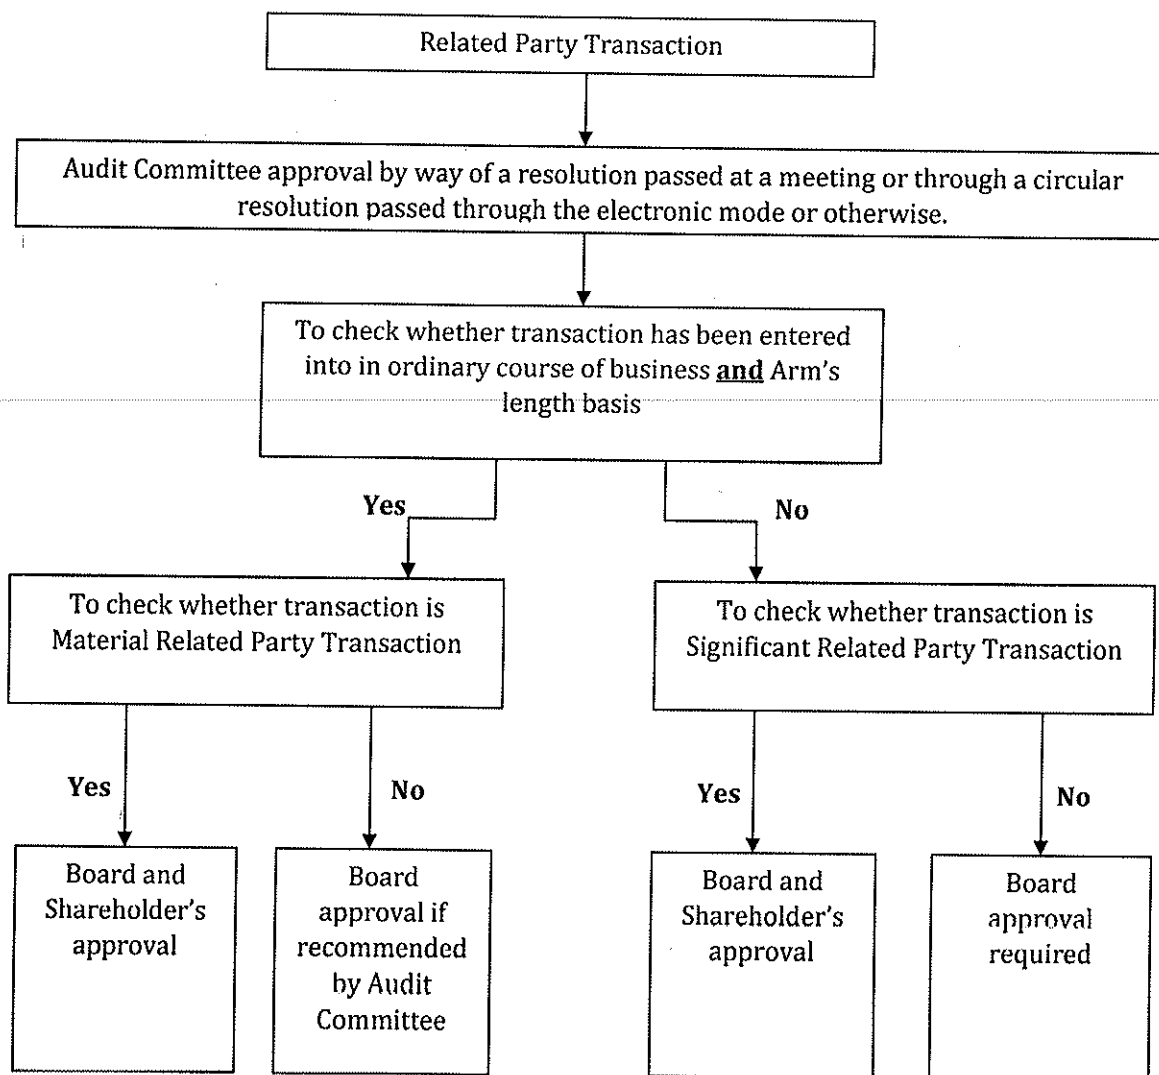 Related Party Transaction
Audit Committee approval by way of a resolution passed at a meeting or through a circular
resolution passed through the electronic mode or otherwise.
To check whether transaction has been entered
into in ordinary course of business and Arm's
length basis
Yes
No
To check whether transaction is
Material Related Party Transaction
To check whether transaction is
Significant Related Party Transaction
Yes
No
Yes
No
Board and
Shareholder's
approval
Board
approval if
recommended
by Audit
Committee
Board and
Shareholder's
approval
Board
approval
required